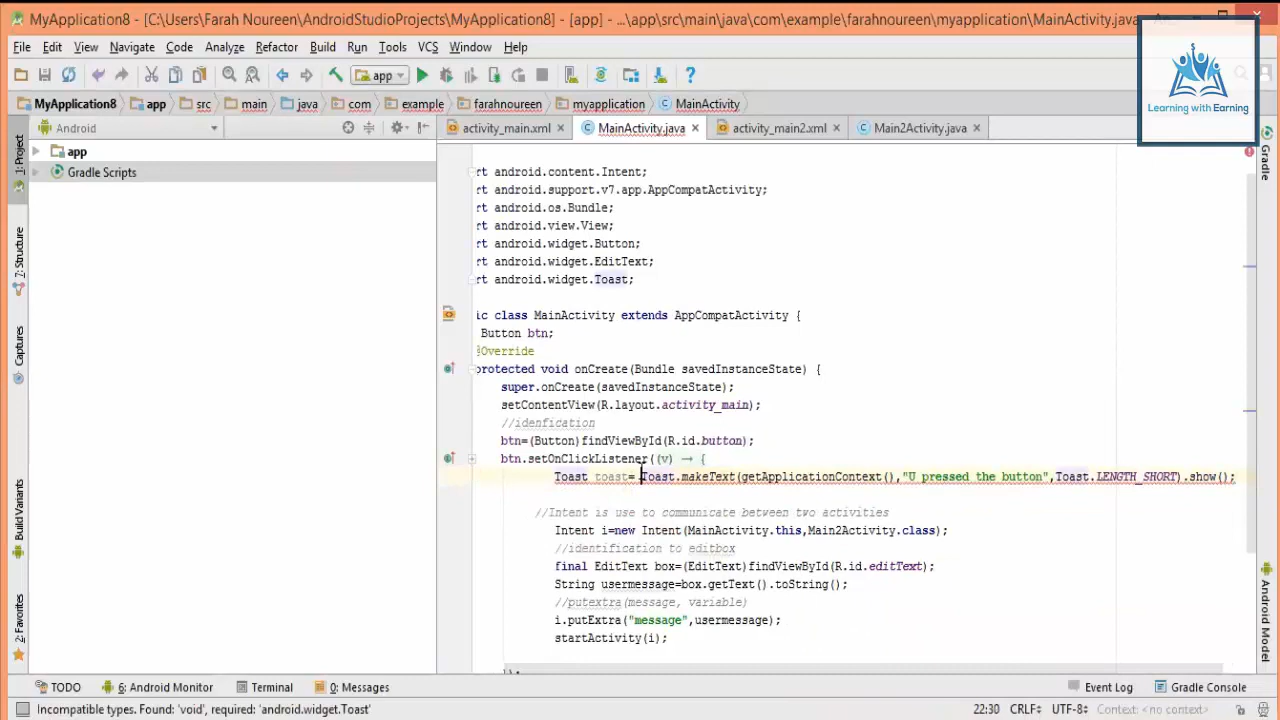 MyApplication8 - [C:\Users\Farah Noureen\AndroidStudioProjects\MyApplication8] - [app] - ...\app\src\main\java\com\example\farahnoureen\myapplication\MainActivity.java
File Edit View Navigate Code Analyze Refactor Build Run Tools VCS Window Help
app
MyApplication8 app src main java com example farahnoureen myapplication MainActivity
Learning with Earning
Android
activity_main.xml MainActivity.java activity_main2.xml Main2Activity.java
1: Project
7: Structure
Captures
Build Variants
2: Favorites
app
Gradle Scripts
rt android.content.Intent;
rt android.support.v7.app.AppCompatActivity;
rt android.os.Bundle;
rt android.view.View;
rt android.widget.Button;
rt android.widget.EditText;
rt android.widget.Toast;
ic class MainActivity extends AppCompatActivity {
Button btn;
@Override
protected void onCreate(Bundle savedInstanceState) {
super.onCreate(savedInstanceState);
setContentView(R.layout.activity_main);
//idenfication
btn=(Button)findViewById(R.id.button);
btn.setOnClickListener((v) → {
Toast toast= Toast.makeText(getApplicationContext(),"U pressed the button",Toast.LENGTH_SHORT).show();
//Intent is use to communicate between two activities
Intent i=new Intent(MainActivity.this,Main2Activity.class);
//identification to editbox
final EditText box=(EditText)findViewById(R.id.editText);
String usermessage=box.getText().toString();
//putextra(message, variable)
i.putExtra("message",usermessage);
startActivity(i);
});
Gradle
Android Model
TODO 6: Android Monitor Terminal 0: Messages Event Log Gradle Console
Incompatible types. Found: 'void', required: 'android.widget.Toast' 22:30 CRLF÷ UTF-8÷ Context: <no context>